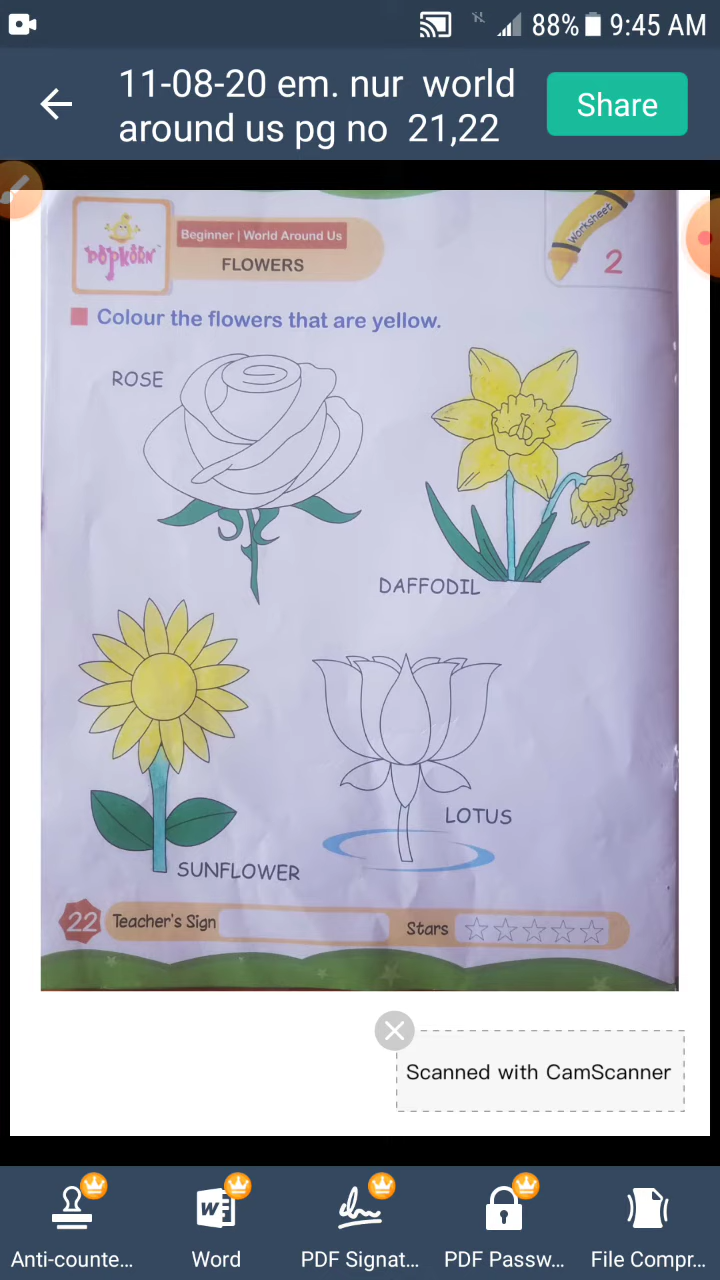 88% 9:45 AM
11-08-20 em. nur world
around us pg no 21,22
Share
POPKORN
Beginner | World Around Us
FLOWERS
Worksheet
2
Colour the flowers that are yellow.
ROSE
DAFFODIL
LOTUS
SUNFLOWER
22 Teacher's Sign Stars
Scanned with CamScanner
Anti-counte... Word PDF Signat... PDF Passw... File Compr...